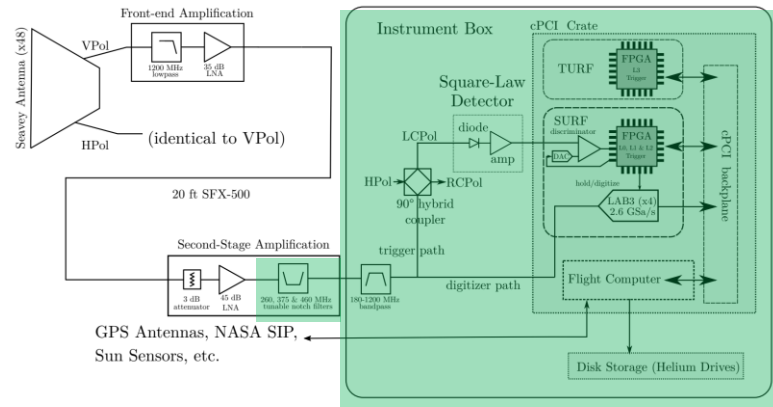 Front-end Amplification
Instrument Box
cPCI Crate
Seavey Antenna (x48)
VPol
1200 MHz
lowpass
35 dB
LNA
HPol
(identical to VPol)
TURF
FPGA
L3
Trigger
Square-Law
Detector
diode
amp
SURF
discriminator
DAC
FPGA
L0, L1 & L2
Trigger
cPCI backplane
LCPol
HPol
RCPol
90° hybrid
coupler
hold/digitize
LAB3 (x4)
2.6 GSa/s
20 ft SFX-500
Second-Stage Amplification
3 dB
attenuator
45 dB
LNA
260, 375 & 460 MHz
tunable notch filters
180-1200 MHz
bandpass
trigger path
digitizer path
Flight Computer
GPS Antennas, NASA SIP,
Sun Sensors, etc.
Disk Storage (Helium Drives)